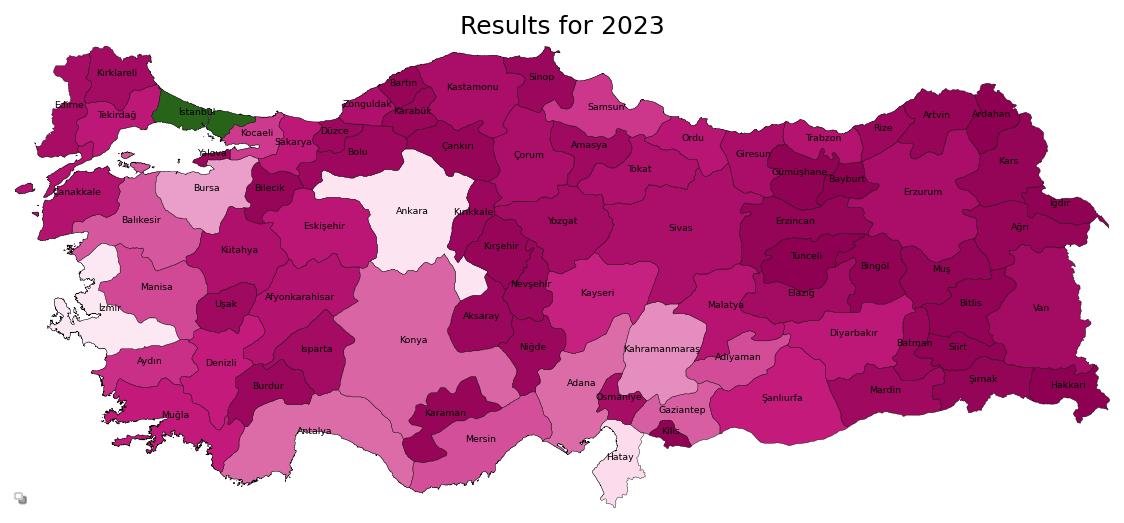 Results for 2023
Kırklareli
Edirne
Tekirdağ
İstanbul
Kocaeli
Yalova
Sakarya
Düzce
Zonguldak
Bartın
Karabük
Kastamonu
Sinop
Samsun
Bolu
Çankırı
Çorum
Amasya
Tokat
Ordu
Giresun
Trabzon
Rize
Artvin
Ardahan
Gümüşhane
Bayburt
Kars
Iğdır
Erzurum
Ağrı
Çanakkale
Balıkesir
Bursa
Bilecik
Eskişehir
Ankara
Kırıkkale
Kırşehir
Yozgat
Sivas
Erzincan
Tunceli
Bingöl
Muş
Kütahya
Manisa
İzmir
Uşak
Afyonkarahisar
Konya
Aksaray
Nevşehir
Kayseri
Malatya
Elazığ
Bitlis
Van
Aydın
Denizli
Isparta
Burdur
Niğde
Kahramanmaras
Adıyaman
Diyarbakır
Batman
Siirt
Şırnak
Hakkari
Mardin
Şanlıurfa
Muğla
Antalya
Karaman
Mersin
Adana
Osmaniye
Gaziantep
Kilis
Hatay